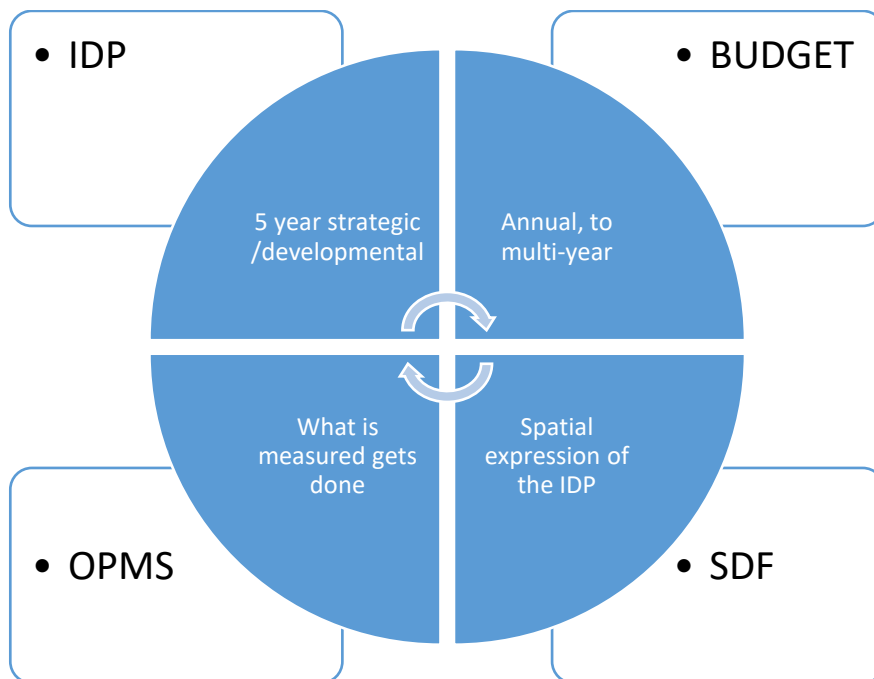 • IDP
• BUDGET
5 year strategic
/developmental
Annual, to
multi-year
What is
measured gets
done
Spatial
expression of
the IDP
• OPMS
• SDF